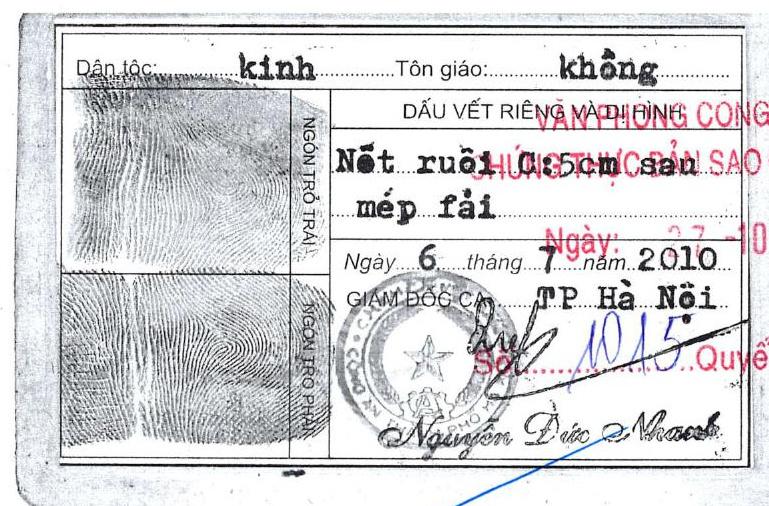 Dân tộc: kinh Tôn giáo: không
NGÓN TRỎ TRÁI
DẤU VẾT RIÊNG VÀ DỊ HÌNH
VĂN PHÒNG CÔNG
CHỨNG THỰC BẢN SAO
Nốt ruồi C:5cm sau
mép fải
Ngày: 27 -10
Ngày 6 tháng 7 năm 2010
NGÓN TRỎ PHẢI
GIÁM ĐỐC CA TP Hà Nội
Số 1015 Quyể
Nguyễn Đức Nhanh